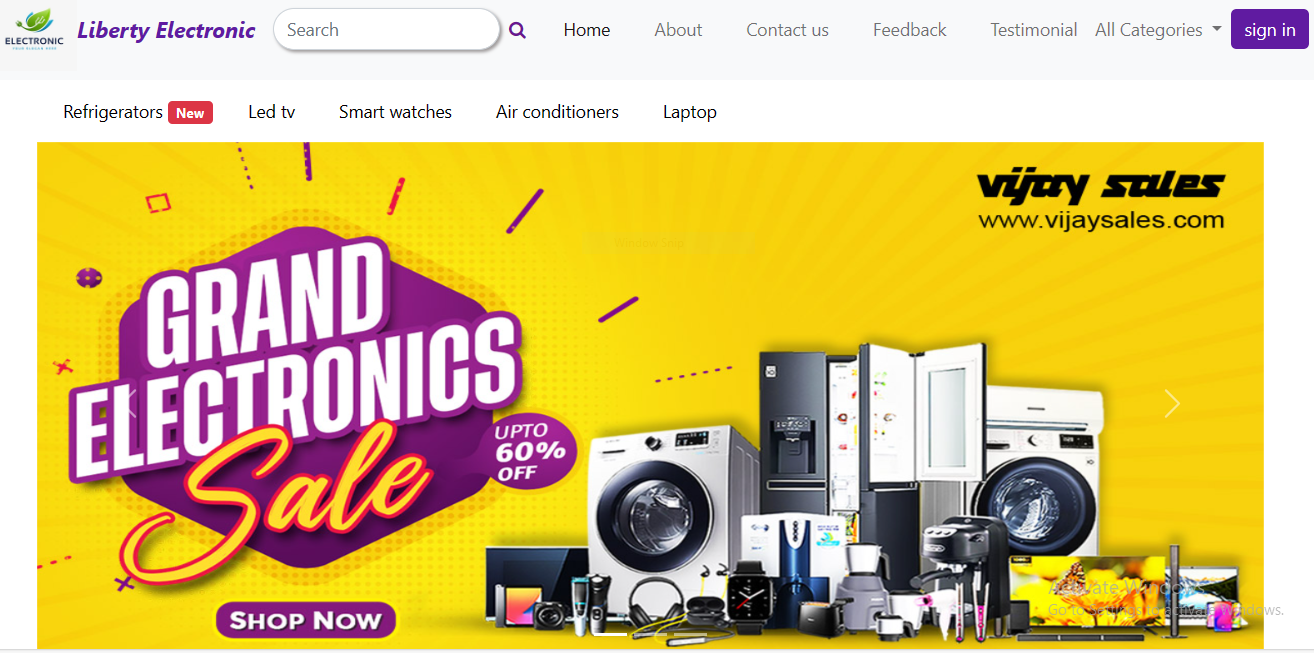 ELECTRONIC
Liberty Electronic
Search
Home
About
Contact us
Feedback
Testimonial
All Categories
sign in
Refrigerators New
Led tv
Smart watches
Air conditioners
Laptop
vijay sales
www.vijaysales.com
Window Snip
GRAND
ELECTRONICS
Sale
UPTO
60%
OFF
SHOP NOW
Activate Windows
Go to Settings to activate Windows.